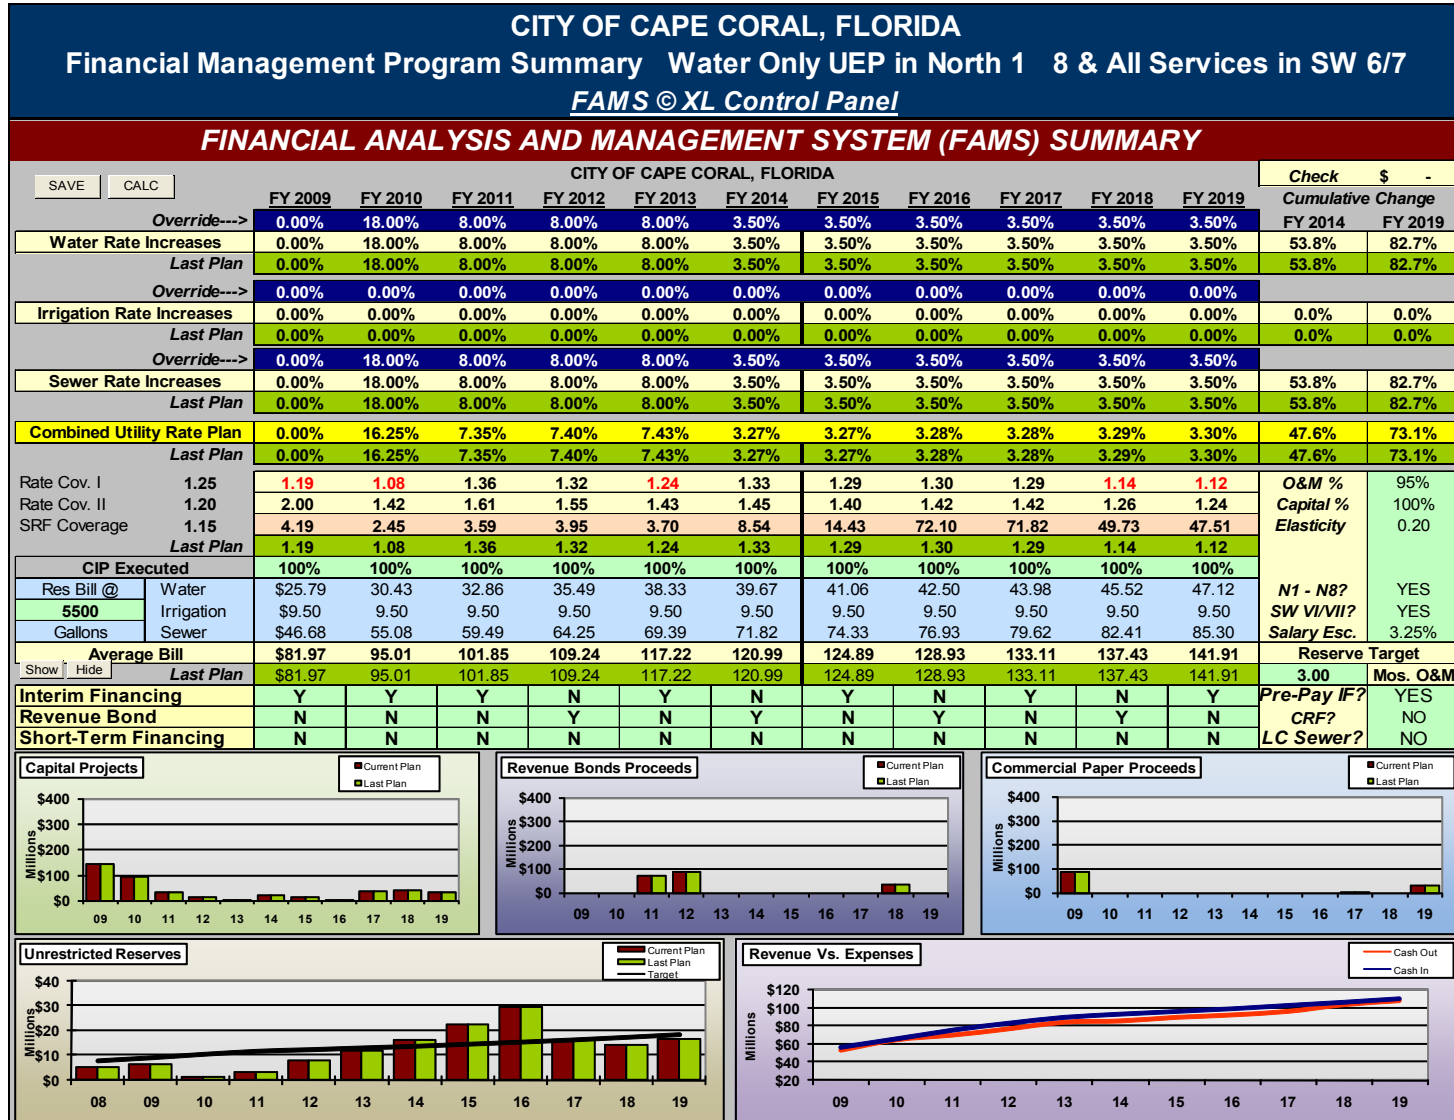 CITY OF CAPE CORAL, FLORIDA
Financial Management Program Summary Water Only UEP in North 1 8 & All Services in SW 6/7
FAMS © XL Control Panel
FINANCIAL ANALYSIS AND MANAGEMENT SYSTEM (FAMS) SUMMARY
SAVE CALC CITY OF CAPE CORAL, FLORIDA Check $ -
FY 2009 FY 2010 FY 2011 FY 2012 FY 2013 FY 2014 FY 2015 FY 2016 FY 2017 FY 2018 FY 2019 Cumulative Change
Override---> 0.00% 18.00% 8.00% 8.00% 8.00% 3.50% 3.50% 3.50% 3.50% 3.50% 3.50% FY 2014 FY 2019
Water Rate Increases 0.00% 18.00% 8.00% 8.00% 8.00% 3.50% 3.50% 3.50% 3.50% 3.50% 3.50% 53.8% 82.7%
Last Plan 0.00% 18.00% 8.00% 8.00% 8.00% 3.50% 3.50% 3.50% 3.50% 3.50% 3.50% 53.8% 82.7%
Override---> 0.00% 0.00% 0.00% 0.00% 0.00% 0.00% 0.00% 0.00% 0.00% 0.00% 0.00%
Irrigation Rate Increases 0.00% 0.00% 0.00% 0.00% 0.00% 0.00% 0.00% 0.00% 0.00% 0.00% 0.00% 0.0% 0.0%
Last Plan 0.00% 0.00% 0.00% 0.00% 0.00% 0.00% 0.00% 0.00% 0.00% 0.00% 0.00% 0.0% 0.0%
Override---> 0.00% 18.00% 8.00% 8.00% 8.00% 3.50% 3.50% 3.50% 3.50% 3.50% 3.50%
Sewer Rate Increases 0.00% 18.00% 8.00% 8.00% 8.00% 3.50% 3.50% 3.50% 3.50% 3.50% 3.50% 53.8% 82.7%
Last Plan 0.00% 18.00% 8.00% 8.00% 8.00% 3.50% 3.50% 3.50% 3.50% 3.50% 3.50% 53.8% 82.7%
Combined Utility Rate Plan 0.00% 16.25% 7.35% 7.40% 7.43% 3.27% 3.27% 3.28% 3.28% 3.29% 3.30% 47.6% 73.1%
Last Plan 0.00% 16.25% 7.35% 7.40% 7.43% 3.27% 3.27% 3.28% 3.28% 3.29% 3.30% 47.6% 73.1%
Rate Cov. I 1.25 1.19 1.08 1.36 1.32 1.24 1.33 1.29 1.30 1.29 1.14 1.12 O&M % 95%
Rate Cov. II 1.20 2.00 1.42 1.61 1.55 1.43 1.45 1.40 1.42 1.42 1.26 1.24 Capital % 100%
SRF Coverage 1.15 4.19 2.45 3.59 3.95 3.70 8.54 14.43 72.10 71.82 49.73 47.51 Elasticity 0.20
Last Plan 1.19 1.08 1.36 1.32 1.24 1.33 1.29 1.30 1.29 1.14 1.12
CIP Executed 100% 100% 100% 100% 100% 100% 100% 100% 100% 100% 100%
Res Bill @ Water $25.79 30.43 32.86 35.49 38.33 39.67 41.06 42.50 43.98 45.52 47.12 N1 - N8? YES
5500 Irrigation $9.50 9.50 9.50 9.50 9.50 9.50 9.50 9.50 9.50 9.50 9.50 SW VI/VII? YES
Gallons Sewer $46.68 55.08 59.49 64.25 69.39 71.82 74.33 76.93 79.62 82.41 85.30 Salary Esc. 3.25%
Average Bill $81.97 95.01 101.85 109.24 117.22 120.99 124.89 128.93 133.11 137.43 141.91 Reserve Target
Show Hide Last Plan $81.97 95.01 101.85 109.24 117.22 120.99 124.89 128.93 133.11 137.43 141.91 3.00 Mos. O&M
Interim Financing Y Y Y N Y N Y N Y N Y Pre-Pay IF? YES
Revenue Bond N N N Y N Y N Y N Y N CRF? NO
Short-Term Financing N N N N N N N N N N N LC Sewer? NO
Capital Projects
Current Plan
Last Plan
Millions
$400
$300
$200
$100
$0
09 10 11 12 13 14 15 16 17 18 19
Revenue Bonds Proceeds
Current Plan
Last Plan
Millions
$400
$300
$200
$100
$0
09 10 11 12 13 14 15 16 17 18 19
Commercial Paper Proceeds
Current Plan
Last Plan
Millions
$400
$300
$200
$100
$0
09 10 11 12 13 14 15 16 17 18 19
Unrestricted Reserves
Current Plan
Last Plan
Target
Millions
$40
$30
$20
$10
$0
08 09 10 11 12 13 14 15 16 17 18 19
Revenue Vs. Expenses
Cash Out
Cash In
Millions
$120
$100
$80
$60
$40
$20
09 10 11 12 13 14 15 16 17 18 19